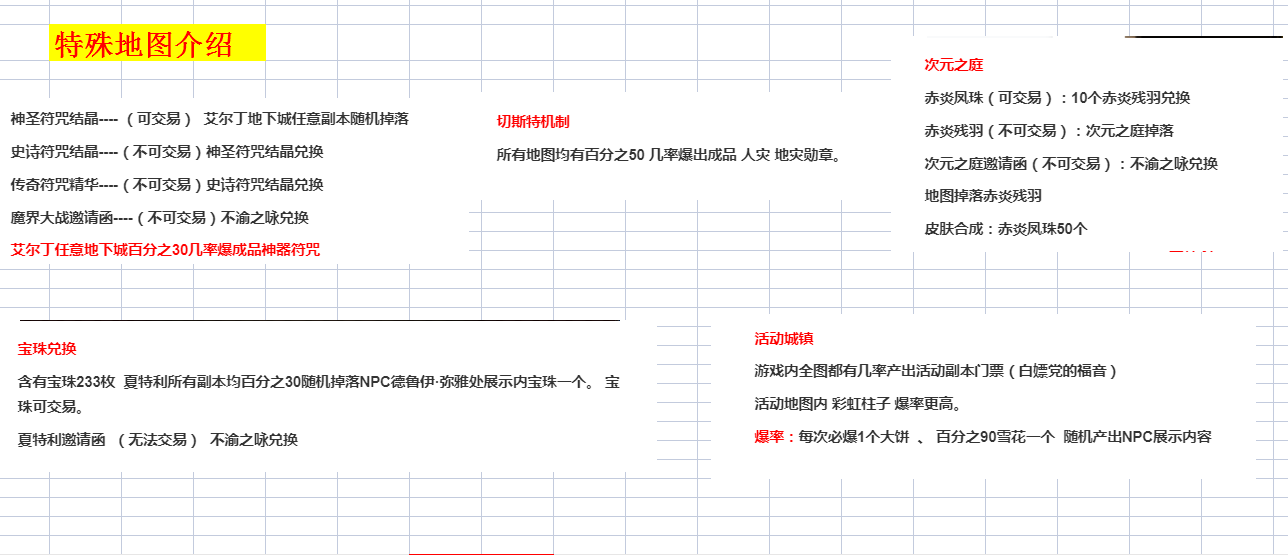 特殊地图介绍
神圣符咒结晶----（可交易） 艾尔丁地下城任意副本随机掉落
史诗符咒结晶----（不可交易）神圣符咒结晶兑换
传奇符咒精华----（不可交易）史诗符咒结晶兑换
魔界大战邀请函----（不可交易）不渝之咏兑换
艾尔丁任意地下城百分之30几率爆成品神器符咒
切斯特机制
所有地图均有百分之50 几率爆出成品 人灾 地灾勋章。
次元之庭
赤炎凤珠（可交易）：10个赤炎残羽兑换
赤炎残羽（不可交易）：次元之庭掉落
次元之庭邀请函（不可交易）：不渝之咏兑换
地图掉落赤炎残羽
皮肤合成：赤炎凤珠50个
宝珠兑换
含有宝珠233枚 夏特利所有副本均百分之30随机掉落NPC德鲁伊·弥雅处展示内宝珠一个。 宝
珠可交易。
夏特利邀请函 （无法交易） 不渝之咏兑换
活动城镇
游戏内全图都有几率产出活动副本门票（白嫖党的福音）
活动地图内 彩虹柱子 爆率更高。
爆率：每次必爆1个大饼 、 百分之90雪花一个 随机产出NPC展示内容